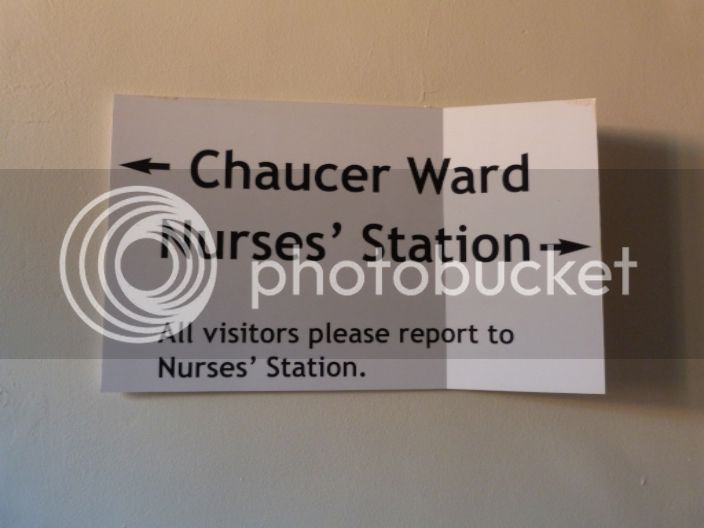 ← Chaucer Ward
Nurses’ Station →
photobucket
All visitors please report to
Nurses’ Station.